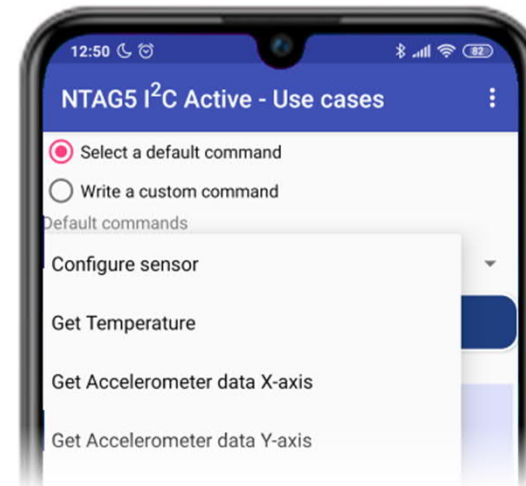 12:50
82
NTAG5 I²C Active - Use cases
Select a default command
Write a custom command
Default commands
Configure sensor
Get Temperature
Get Accelerometer data X-axis
Get Accelerometer data Y-axis